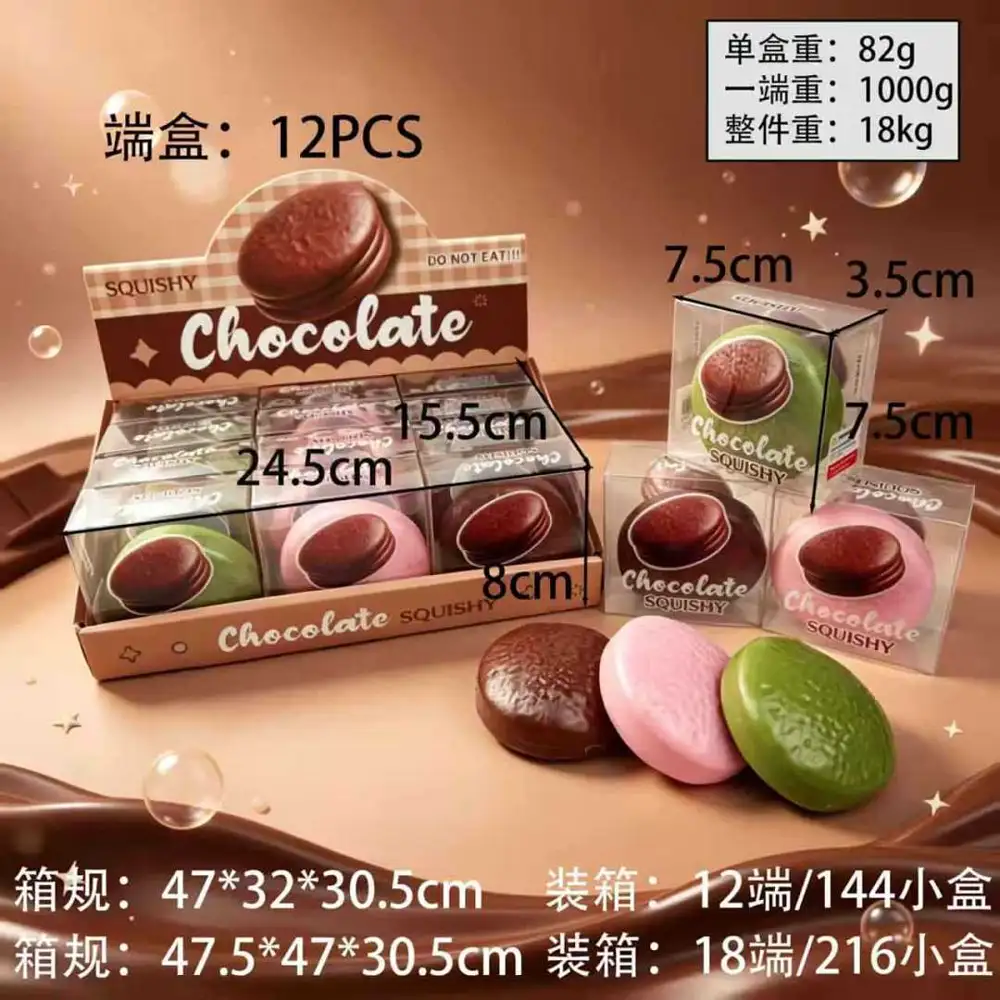 单盒重：82g
一端重：1000g
整件重：18kg
端盒：12PCS
SQUISHY
DO NOT EAT!!!
Chocolate
7.5cm
3.5cm
7.5cm
15.5cm
24.5cm
8cm
Chocolate
SQUISHY
Chocolate
SQUISHY
Chocolate
SQUISHY
Chocolate SQUISHY
箱规：47*32*30.5cm 装箱：12端/144小盒
箱规：47.5*47*30.5cm 装箱：18端/216小盒